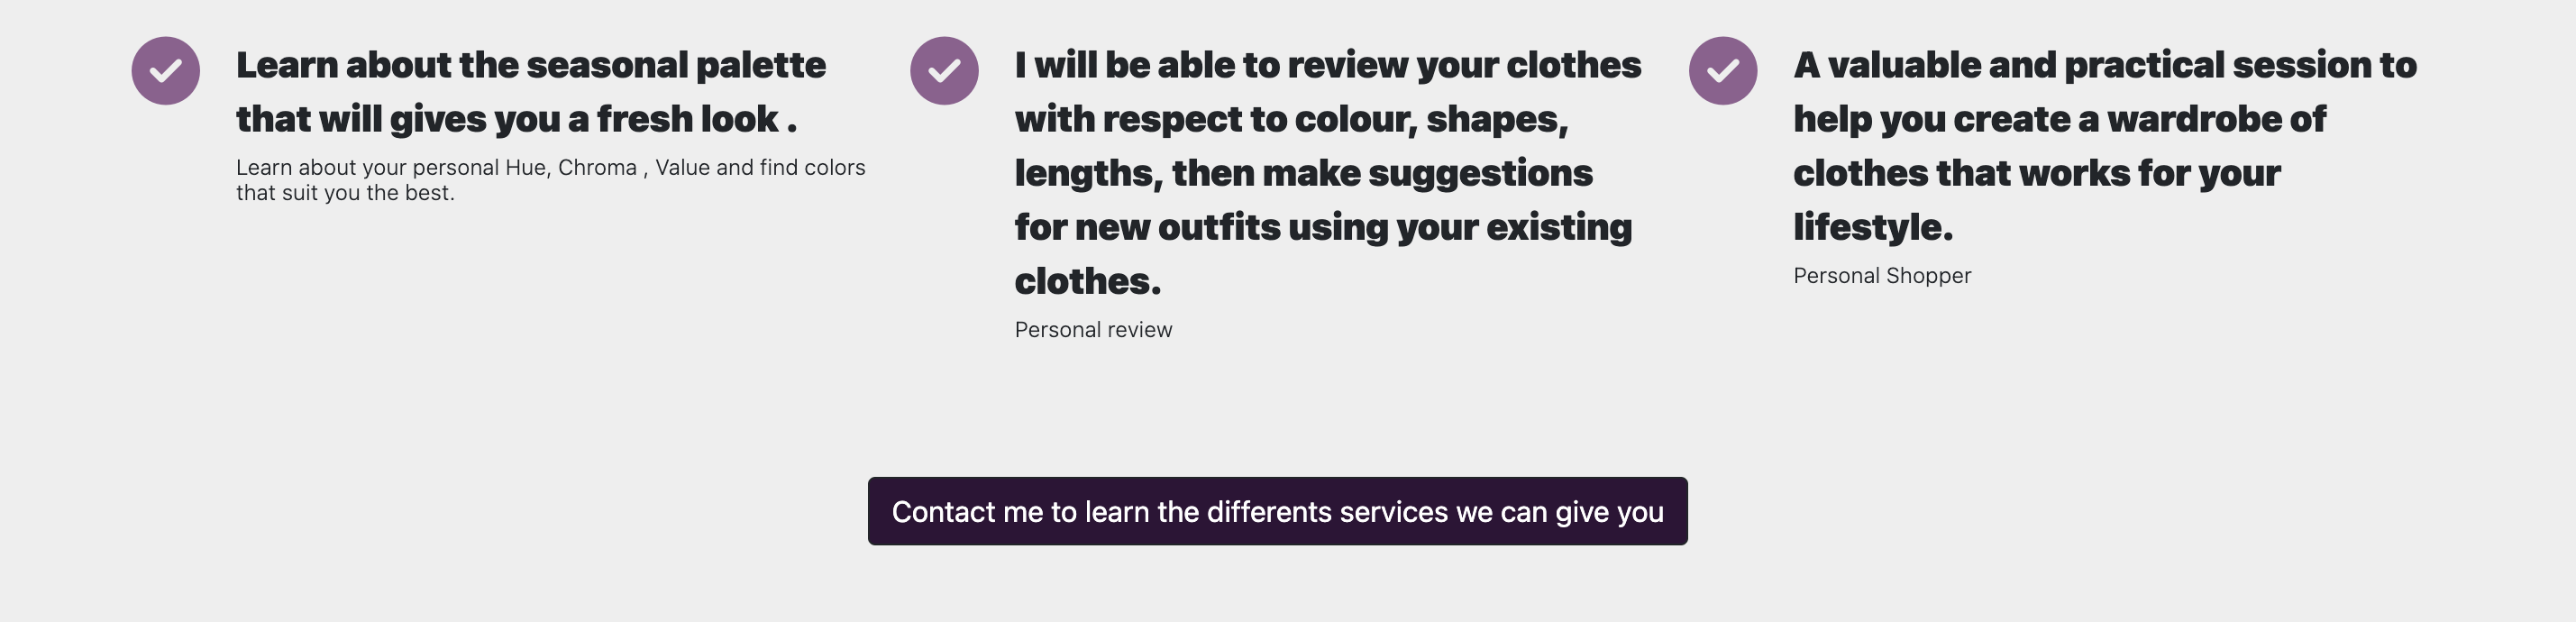 Learn about the seasonal palette
that will gives you a fresh look .
Learn about your personal Hue, Chroma , Value and find colors
that suit you the best.
I will be able to review your clothes
with respect to colour, shapes,
lengths, then make suggestions
for new outfits using your existing
clothes.
Personal review
A valuable and practical session to
help you create a wardrobe of
clothes that works for your
lifestyle.
Personal Shopper
Contact me to learn the differents services we can give you